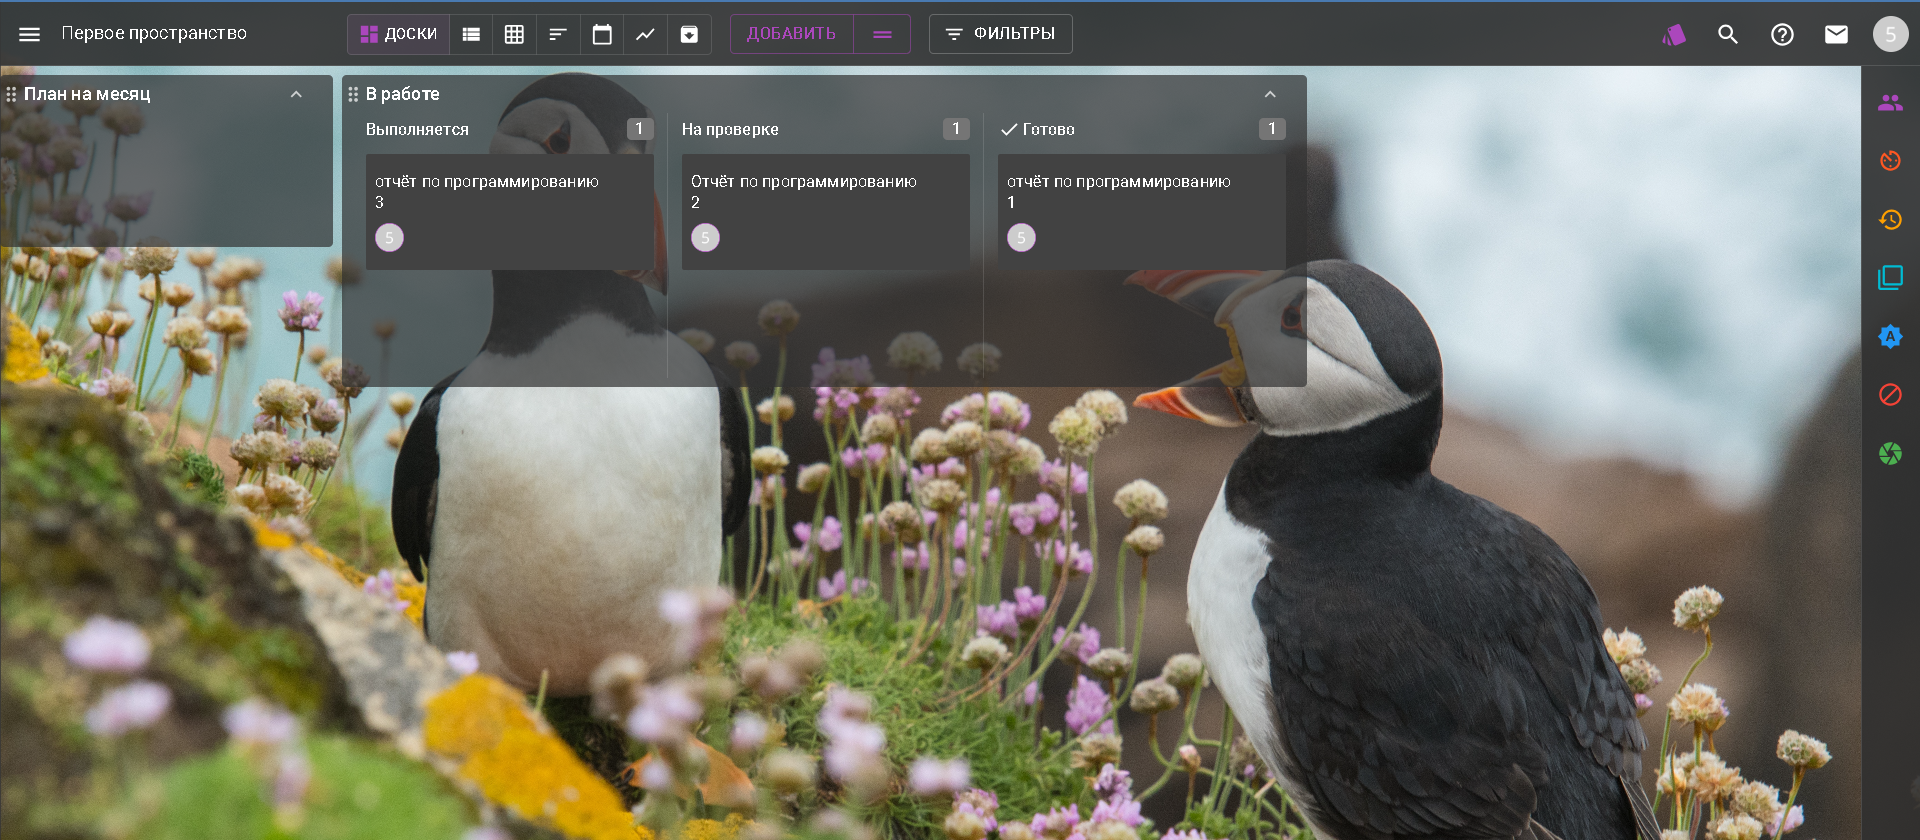 Первое пространство
ДОСКИ
ДОБАВИТЬ
ФИЛЬТРЫ
5
План на месяц
В работе
Выполняется 1
отчёт по программированию
3
5
На проверке 1
Отчёт по программированию
2
5
Готово 1
отчёт по программированию
1
5
A